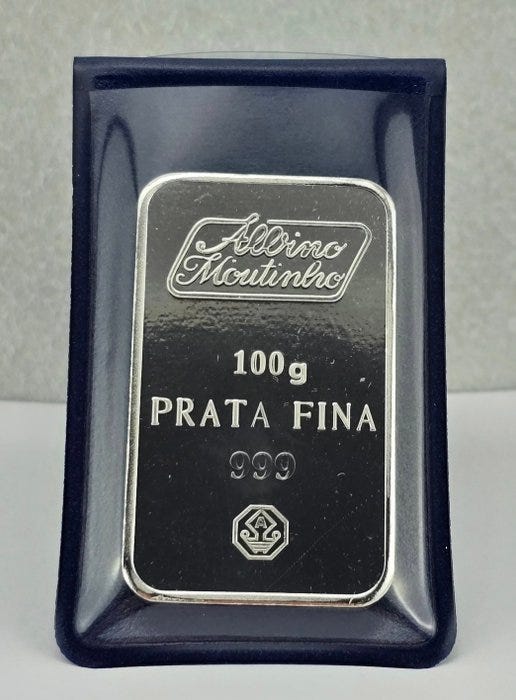 Albino
Moutinho
100g
PRATA FINA
999
A